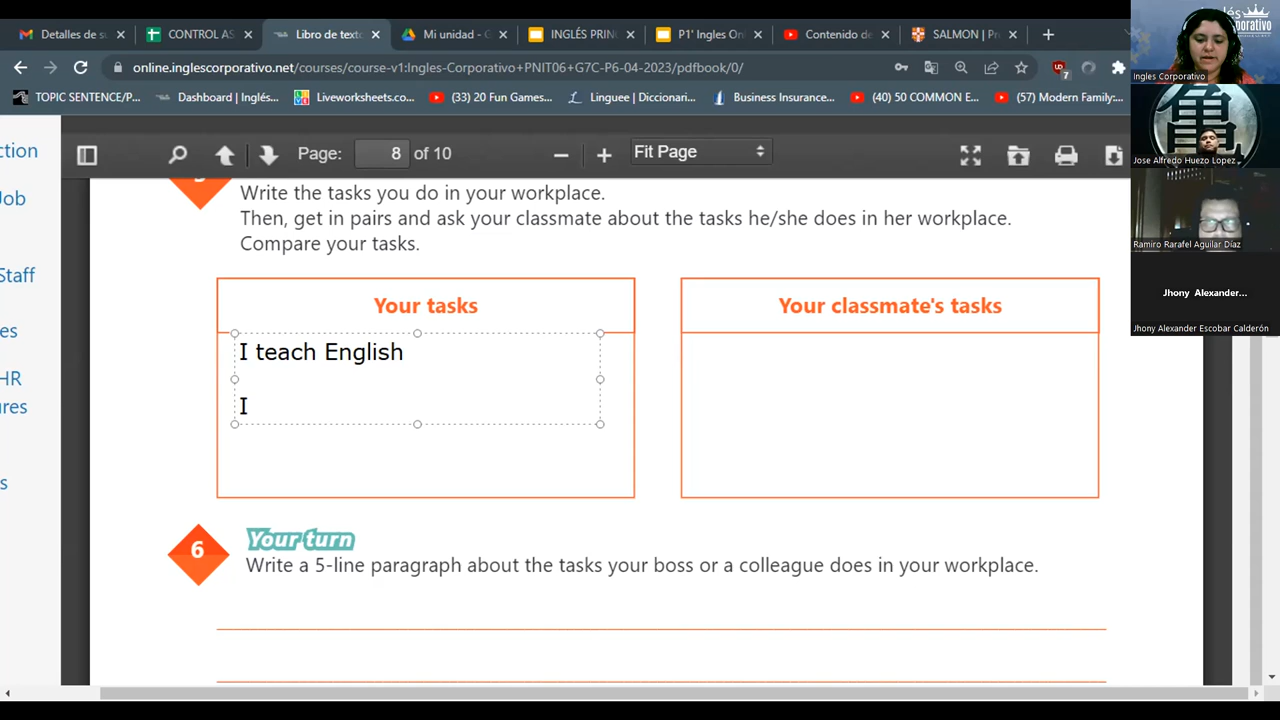 Detalles de su
CONTROL AS
Libro de texto
Mi unidad - G
INGLÉS PRIN
P1' Ingles On
Contenido de
SALMON | Pr
online.inglescorporativo.net/courses/course-v1:Ingles-Corporativo+PNIT06+G7C-P6-04-2023/pdfbook/0/
7
TOPIC SENTENCE/P...
Dashboard | Inglés...
Liveworksheets.co...
(33) 20 Fun Games...
Linguee | Diccionari...
Business Insurance...
(40) 50 COMMON E...
(57) Modern Family:...
Ingles Corporativo
Jose Alfredo Huezo Lopez
Ramiro Rarafel Aguilar Díaz
Jhony Alexander...
Jhony Alexander Escobar Calderón
ction
Job
Staff
es
HR
ures
s
Page: 8 of 10
Fit Page
Write the tasks you do in your workplace.
Then, get in pairs and ask your classmate about the tasks he/she does in her workplace.
Compare your tasks.
Your tasks
I teach English
I
Your classmate's tasks
6
Your turn
Write a 5-line paragraph about the tasks your boss or a colleague does in your workplace.